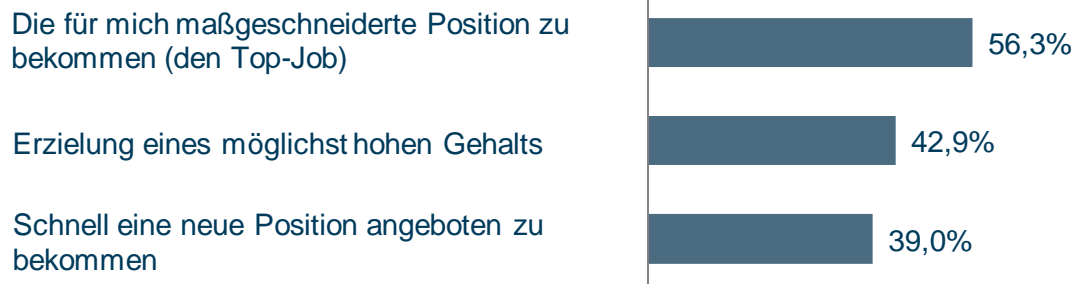 Die für mich maßgeschneiderte Position zu
bekommen (den Top-Job)
56,3%
Erzielung eines möglichst hohen Gehalts
42,9%
Schnell eine neue Position angeboten zu
bekommen
39,0%